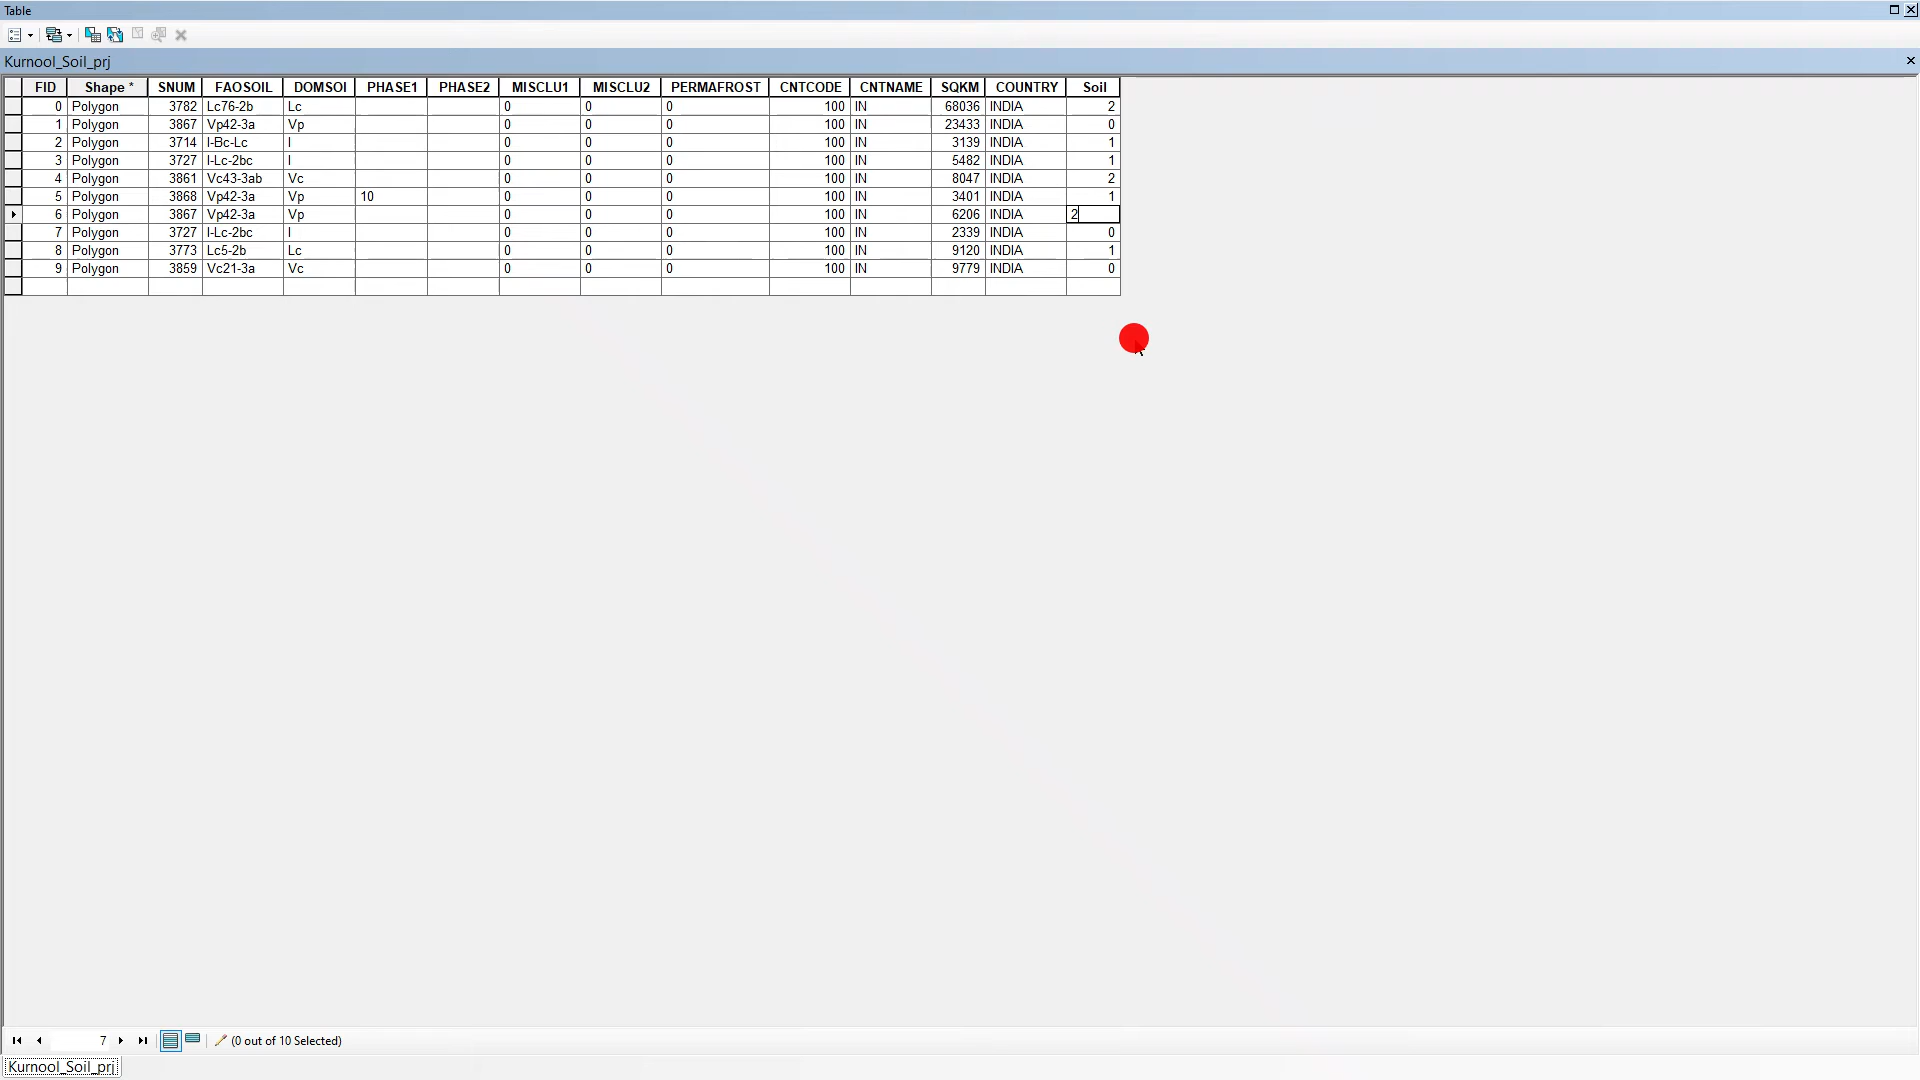 Table
Kurnool_Soil_prj
FID Shape * SNUM FAOSOIL DOMSOI PHASE1 PHASE2 MISCLU1 MISCLU2 PERMAFROST CNTCODE CNTNAME SQKM COUNTRY Soil
0 Polygon 3782 Lc76-2b Lc 0 0 0 100 IN 68036 INDIA 2
1 Polygon 3867 Vp42-3a Vp 0 0 0 100 IN 23433 INDIA 0
2 Polygon 3714 I-Bc-Lc I 0 0 0 100 IN 3139 INDIA 1
3 Polygon 3727 I-Lc-2bc I 0 0 0 100 IN 5482 INDIA 1
4 Polygon 3861 Vc43-3ab Vc 0 0 0 100 IN 8047 INDIA 2
5 Polygon 3868 Vp42-3a Vp 10 0 0 0 100 IN 3401 INDIA 1
6 Polygon 3867 Vp42-3a Vp 0 0 0 100 IN 6206 INDIA 2
7 Polygon 3727 I-Lc-2bc I 0 0 0 100 IN 2339 INDIA 0
8 Polygon 3773 Lc5-2b Lc 0 0 0 100 IN 9120 INDIA 1
9 Polygon 3859 Vc21-3a Vc 0 0 0 100 IN 9779 INDIA 0
7 (0 out of 10 Selected)
Kurnool_Soil_prj